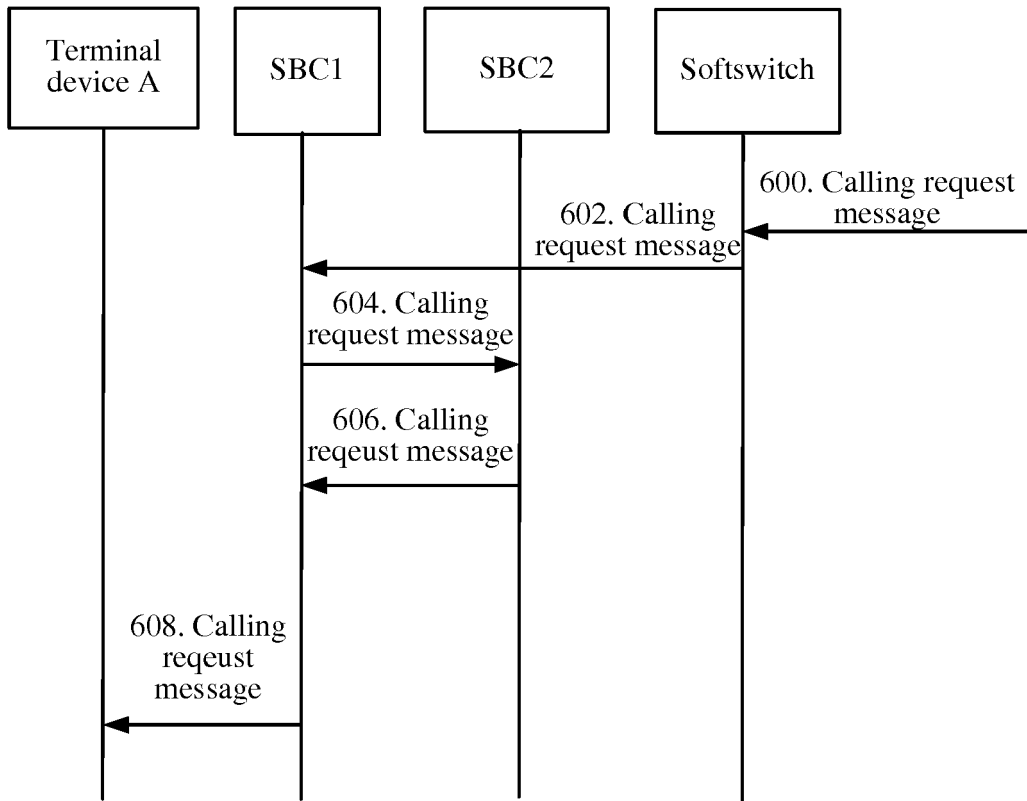 Terminal
device A
SBC1
SBC2
Softswitch
600. Calling request
message
602. Calling
request message
604. Calling
request message
606. Calling
reqeust message
608. Calling
reqeust
message